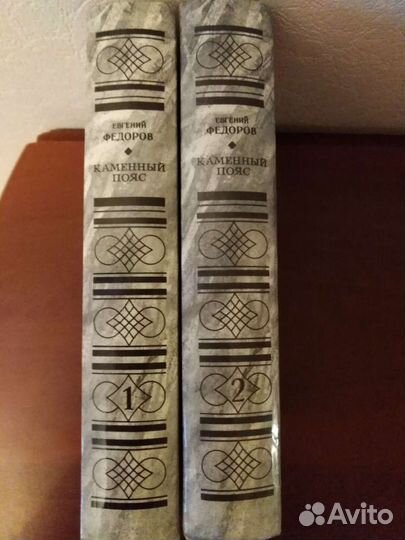 ЕВГЕНИЙ
ФЕДОРОВ
КАМЕННЫЙ
ПОЯС
1
ЕВГЕНИЙ
ФЕДОРОВ
КАМЕННЫЙ
ПОЯС
2
Avito